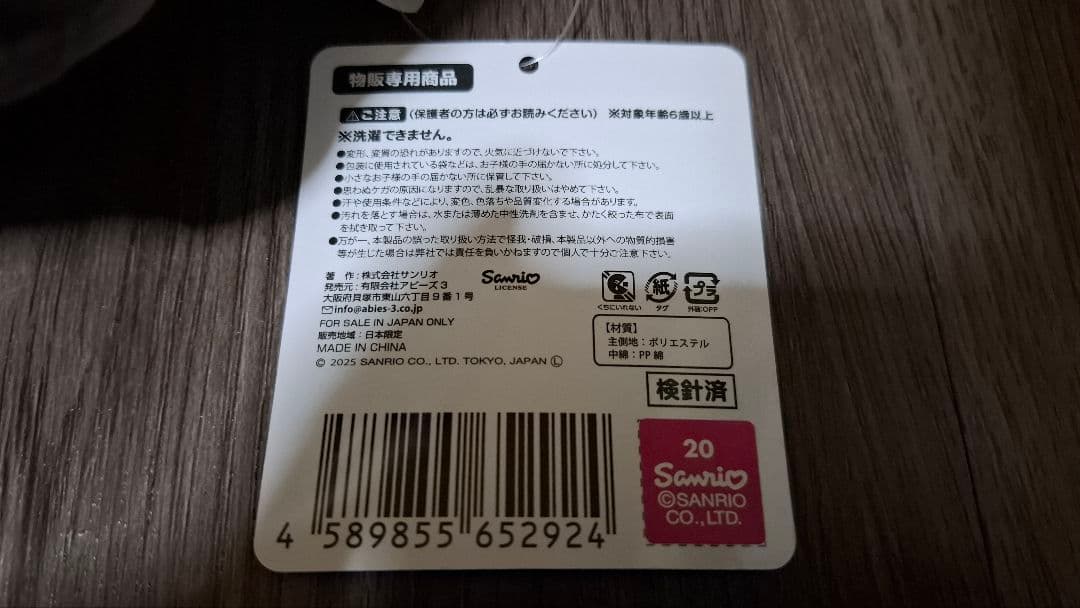 物販専用商品
⚠ご注意 (保護者の方は必ずお読みください) ※対象年齢6歳以上
※洗濯できません。
●変形、変質の恐れがありますので、火気に近づけないで下さい。
●包装に使用されている袋などは、お子様の手の届かない所に処分して下さい。
●小さなお子様の手の届かない所に保管して下さい。
●思わぬケガの原因になりますので、乱暴な取り扱いはやめて下さい。
●汗や使用条件などにより、変色、色落ちや品質変化する場合があります。
●汚れを落とす場合は、水または薄めた中性洗剤を含ませ、かたく絞った布で表面
を拭き取って下さい。
●万が一、本製品の誤った取り扱い方法で怪我・破損、本製品以外への物質的損害
等が生じた場合は弊社では責任を負いかねますので個人で十分ご注意下さい。
著 作:株式会社サンリオ
発売元:有限会社アビーズ3
大阪府貝塚市東山六丁目9番1号
info@abies-3.co.jp
FOR SALE IN JAPAN ONLY
販売地域:日本限定
MADE IN CHINA
© 2025 SANRIO CO., LTD. TOKYO, JAPAN Ⓛ
Sanrio
LICENSE
くちにいれない
紙
タグ
プラ
外装:OPP
【材質】
主側地:ポリエステル
中綿:PP綿
検針済
20
Sanrio
©SANRIO
CO.,LTD.
4 589855 652924